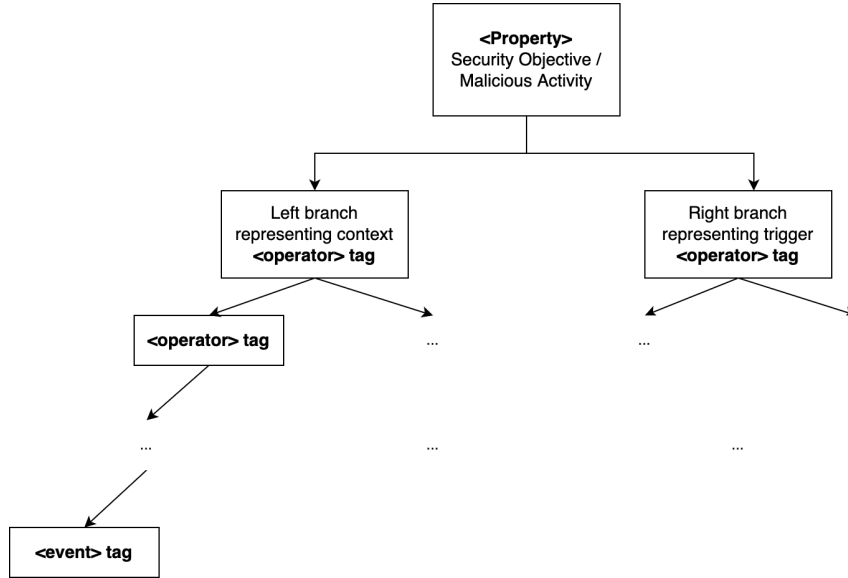 <Property>
Security Objective /
Malicious Activity
Left branch
representing context
<operator> tag
Right branch
representing trigger
<operator> tag
<operator> tag
...
...
...
...
...
<event> tag